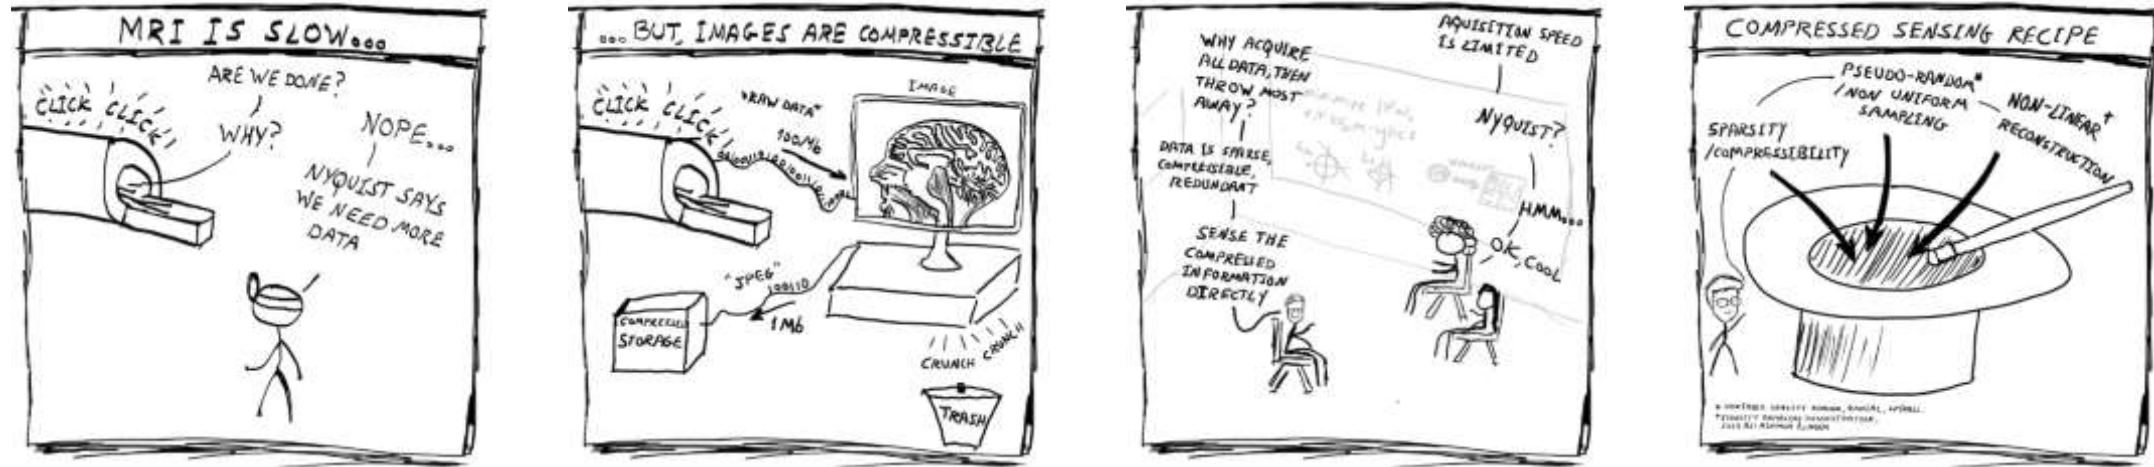 MRI IS SLOW...
CLICK CLICK
ARE WE DONE?
WHY?
NOPE...
NYQUIST SAYS
WE NEED MORE
DATA
...BUT, IMAGES ARE COMPRESSIBLE
CLICK CLICK
"RAW DATA"
100Mb
IMAGE
"JPEG"
100110
1Mb
COMPRESSED
STORAGE
CRUNCH CRUNCH
TRASH
AQUISITION SPEED
IS LIMITED
WHY ACQUIRE
ALL DATA, THEN
THROW MOST
AWAY?
NYQUIST?
DATA IS SPARSE,
COMPRESSIBLE,
REDUNDANT
HMM...
SENSE THE
COMPRESSED
INFORMATION
DIRECTLY
OK, COOL
COMPRESSED SENSING RECIPE
PSEUDO-RANDOM*
/NON UNIFORM
SAMPLING
NON-LINEAR†
RECONSTRUCTION
SPARSITY
/COMPRESSIBILITY